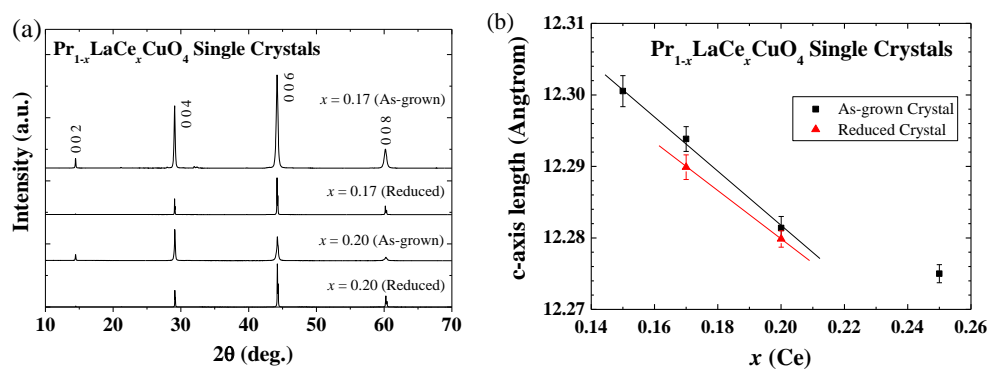 (a)
Pr1-xLaCexCuO4 Single Crystals
0 0 2
0 0 4
0 0 6
0 0 8
x = 0.17 (As-grown)
x = 0.17 (Reduced)
x = 0.20 (As-grown)
x = 0.20 (Reduced)
Intensity (a.u.)
10 20 30 40 50 60 70
2θ (deg.)
(b)
Pr1-xLaCexCuO4 Single Crystals
As-grown Crystal
Reduced Crystal
c-axis length (Angtrom)
12.31
12.30
12.29
12.28
12.27
0.14 0.16 0.18 0.20 0.22 0.24 0.26
x (Ce)